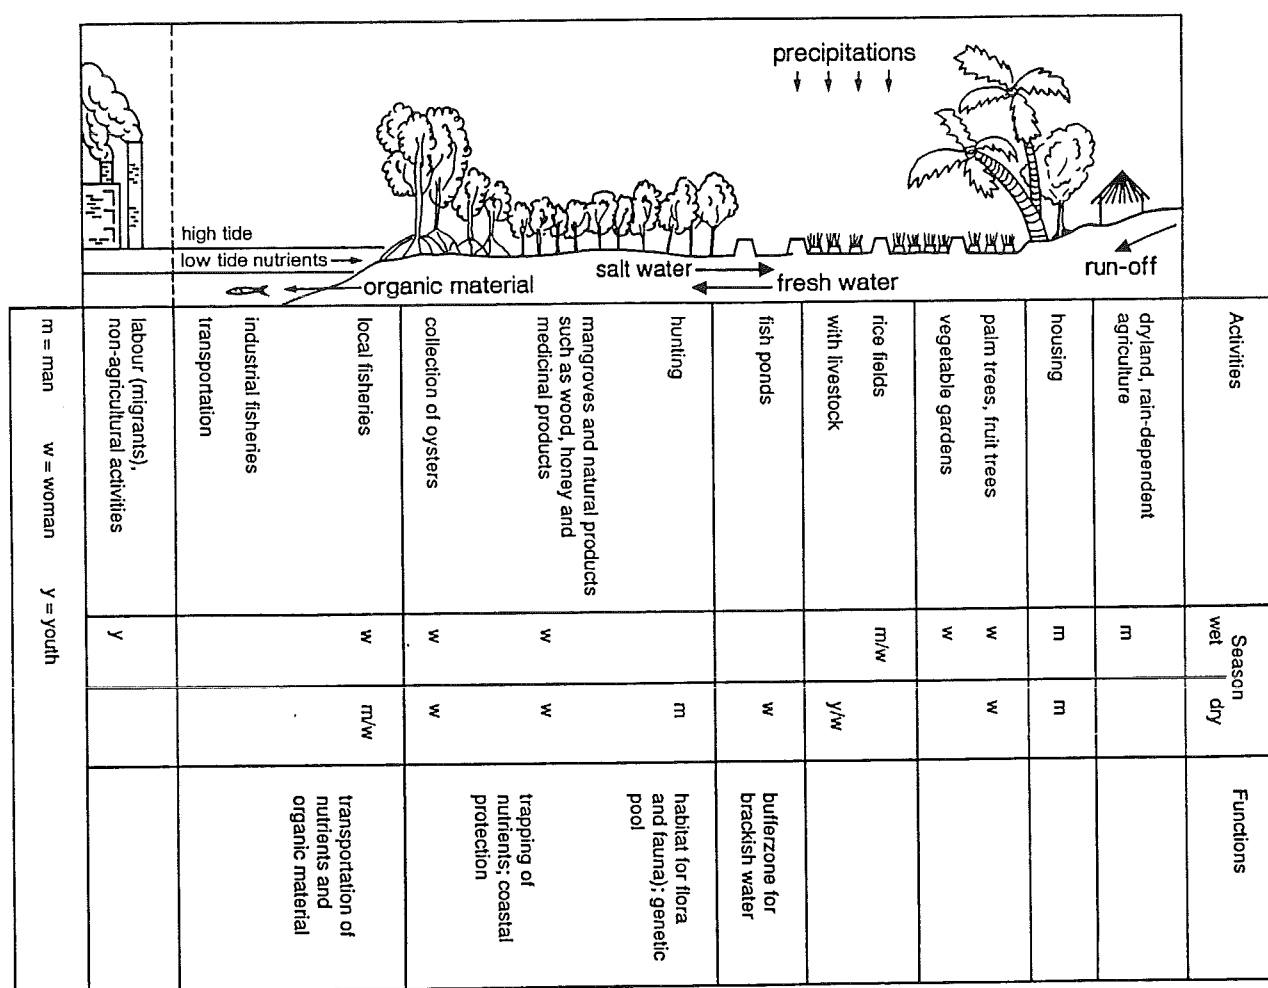 precipitations
high tide
low tide nutrients
organic material
salt water
fresh water
run-off
Activities
Season
wet
dry
Functions
dryland, rain-dependent
agriculture
m
housing
m
m
palm trees, fruit trees
w
w
vegetable gardens
w
rice fields
m/w
with livestock
y/w
fish ponds
w
bufferzone for
brackish water
hunting
m
habitat for flora
and fauna); genetic
pool
mangroves and natural products
such as wood, honey and
medicinal products
w
w
trapping of
nutrients; coastal
protection
collection of oysters
w
w
local fisheries
w
m/w
transportation of
nutrients and
organic material
industrial fisheries
transportation
labour (migrants),
non-agricultural activities
y
m = man w = woman y = youth